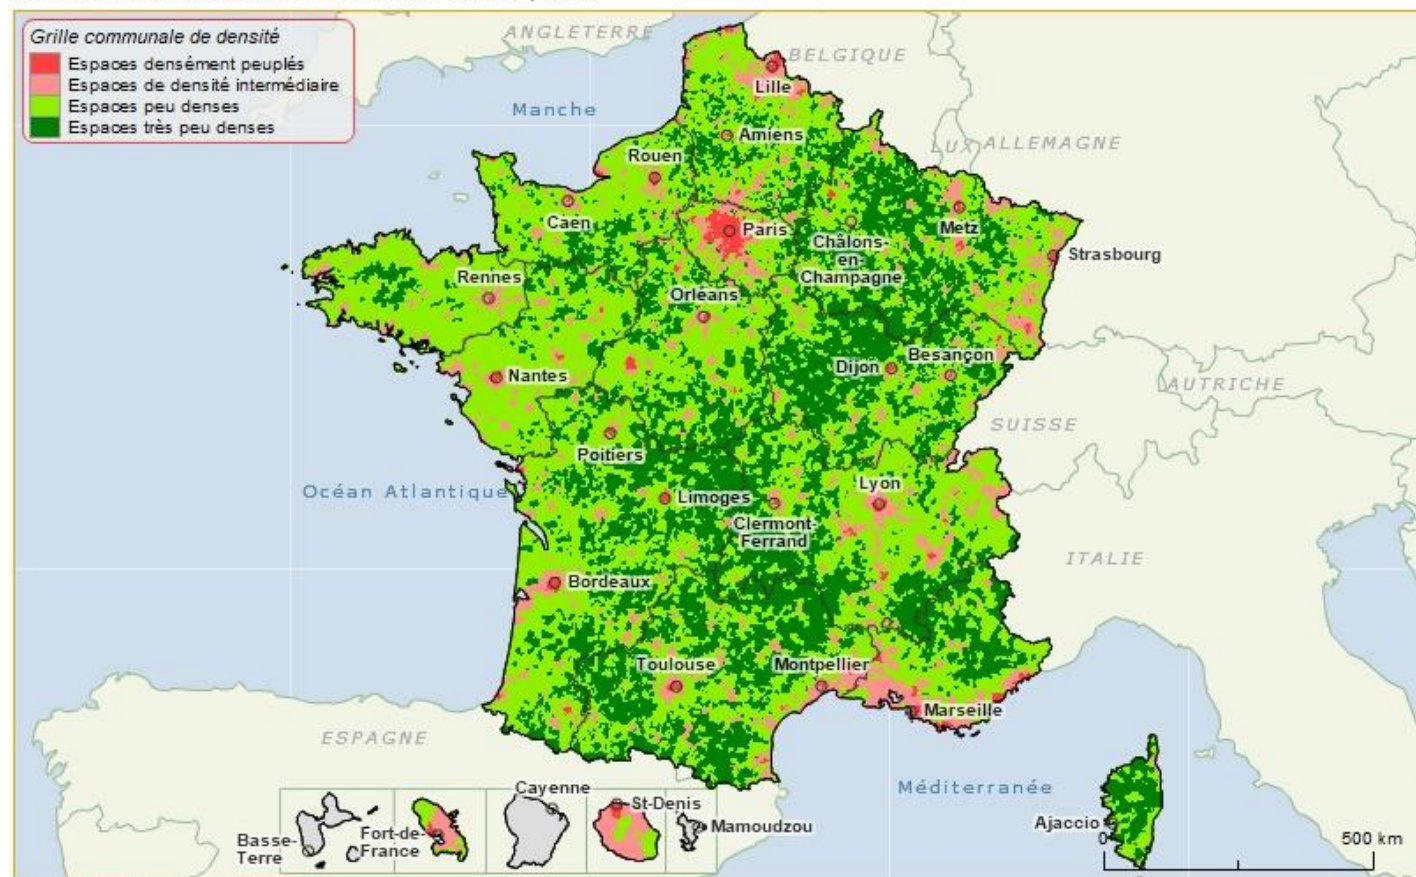 Grille communale de densité
Espaces densément peuplés
Espaces de densité intermédiaire
Espaces peu denses
Espaces très peu denses
ANGLETERRE
BELGIQUE
Lille
Manche
Amiens
LUX
ALLEMAGNE
Rouen
Caen
Paris
Metz
Châlons-
en-
Champagne
Strasbourg
Rennes
Orléans
Nantes
Dijon
Besançon
AUTRICHE
SUISSE
Poitiers
Océan Atlantique
Limoges
Lyon
Clermont-
Ferrand
ITALIE
Bordeaux
Toulouse
Montpellier
Marseille
ESPAGNE
Méditerranée
Cayenne
St-Denis
Mamoudzou
Basse-
Terre
Fort-de-
France
Ajaccio
0
500 km